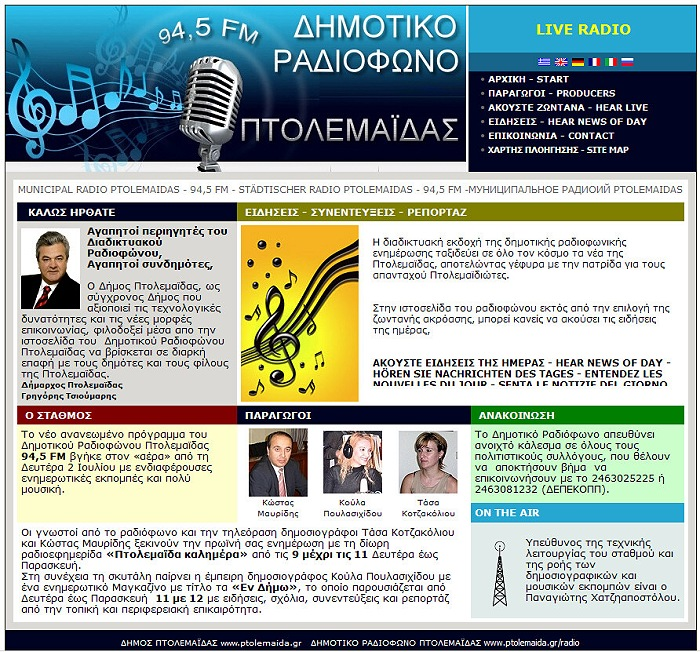 94,5 FM
ΔΗΜΟΤΙΚΟ
ΡΑΔΙΟΦΩΝΟ
ΠΤΟΛΕΜΑΪΔΑΣ
LIVE RADIO
ΑΡΧΙΚΗ - START
ΠΑΡΑΓΩΓΟΙ - PRODUCERS
ΑΚΟΥΣΤΕ ΖΩΝΤΑΝΑ - HEAR LIVE
ΕΙΔΗΣΕΙΣ - HEAR NEWS OF DAY
ΕΠΙΚΟΙΝΩΝΙΑ - CONTACT
ΧΑΡΤΗΣ ΠΛΟΗΓΗΣΗΣ - SITE MAP
MUNICIPAL RADIO PTOLEMAIDAS - 94,5 FM - STÄDTISCHER RADIO PTOLEMAIDAS - 94,5 FM -МУНИЦИПАЛЬНОЕ РАДИОИЙ PTOLEMAIDAS
ΚΑΛΩΣ ΗΡΘΑΤΕ
Αγαπητοί περιηγητές του
Διαδικτυακού
Ραδιοφώνου,
Αγαπητοί συνδημότες,
Ο Δήμος Πτολεμαΐδας, ως
σύγχρονος Δήμος που
αξιοποιεί τις τεχνολογικές
δυνατότητες και τις νέες μορφές
επικοινωνίας, φιλοδοξεί μέσα από την
ιστοσελίδα του Δημοτικού Ραδιοφώνου
Πτολεμαΐδας να βρίσκεται σε διαρκή
επαφή με τους δημότες και τους φίλους
της Πτολεμαΐδας.
Δήμαρχος Πτολεμαΐδας
Γρηγόρης Τσιούμαρης
ΕΙΔΗΣΕΙΣ - ΣΥΝΕΝΤΕΥΞΕΙΣ - ΡΕΠΟΡΤΑΖ
Η διαδικτυακή εκδοχή της δημοτικής ραδιοφωνικής
ενημέρωσης ταξιδεύει σε όλο τον κόσμο τα νέα της
Πτολεμαΐδας, αποτελώντας γέφυρα με την πατρίδα για τους
απανταχού Πτολεμαϊδιώτες.
Στην ιστοσελίδα του ραδιοφώνου εκτός από την επιλογή της
ζωντανής ακρόασης, μπορεί κανείς να ακούσει τις ειδήσεις
της ημέρας,
ΑΚΟΥΣΤΕ ΕΙΔΗΣΕΙΣ ΤΗΣ ΗΜΕΡΑΣ - HEAR NEWS OF DAY -
HÖREN SIE NACHRICHTEN DES TAGES - ENTENDEZ LES
NOUVELLES DU JOUR - SENTA LE NOTIZIE DEL GIORNO
Ο ΣΤΑΘΜΟΣ
Το νέο ανανεωμένο πρόγραμμα του
Δημοτικού Ραδιοφώνου Πτολεμαΐδας
94,5 FM βγήκε στον «αέρα» από τη
Δευτέρα 2 Ιουλίου με ενδιαφέρουσες
ενημερωτικές εκπομπές και πολύ
μουσική.
ΠΑΡΑΓΩΓΟΙ
Κώστας
Μαυρίδης
Κούλα
Πουλασιχίδου
Τάσα
Κοτζακόλιου
ΑΝΑΚΟΙΝΩΣΗ
Το Δημοτικό Ραδιόφωνο απευθύνει
ανοιχτό κάλεσμα σε όλους τους
πολιτιστικούς συλλόγους, που θέλουν
να αποκτήσουν βήμα να
επικοινωνήσουν με το 2463025225 ή
2463081232 (ΔΕΠΕΚΟΠΠ).
Οι γνωστοί από το ραδιόφωνο και την τηλεόραση δημοσιογράφοι Τάσα Κοτζακόλιου
και Κώστας Μαυρίδης ξεκινούν την πρωϊνή σας ενημέρωση με τη δίωρη
ραδιοεφημερίδα «Πτολεμαΐδα καλημέρα» από τις 9 μέχρι τις 11 Δευτέρα έως
Παρασκευή.
Στη συνέχεια τη σκυτάλη παίρνει η έμπειρη δημοσιογράφος Κούλα Πουλασιχίδου με
ένα ενημερωτικό Μαγκαζίνο με τίτλο τα «Εν Δήμω», το οποίο παρουσιάζεται από
Δευτέρα έως Παρασκευή 11 με 12 με ειδήσεις, σχόλια, συνεντεύξεις και ρεπορτάζ
από την τοπική και περιφερειακή επικαιρότητα.
ON THE AIR
Υπεύθυνος της τεχνικής
λειτουργίας του σταθμού και
της ροής των
δημοσιογραφικών και
μουσικών εκπομπών είναι ο
Παναγιώτης Χατζηαποστόλου.
ΔΗΜΟΣ ΠΤΟΛΕΜΑΪΔΑΣ www.ptolemaida.gr ΔΗΜΟΤΙΚΟ ΡΑΔΙΟΦΩΝΟ ΠΤΟΛΕΜΑΪΔΑΣ www.ptolemaida.gr/radio